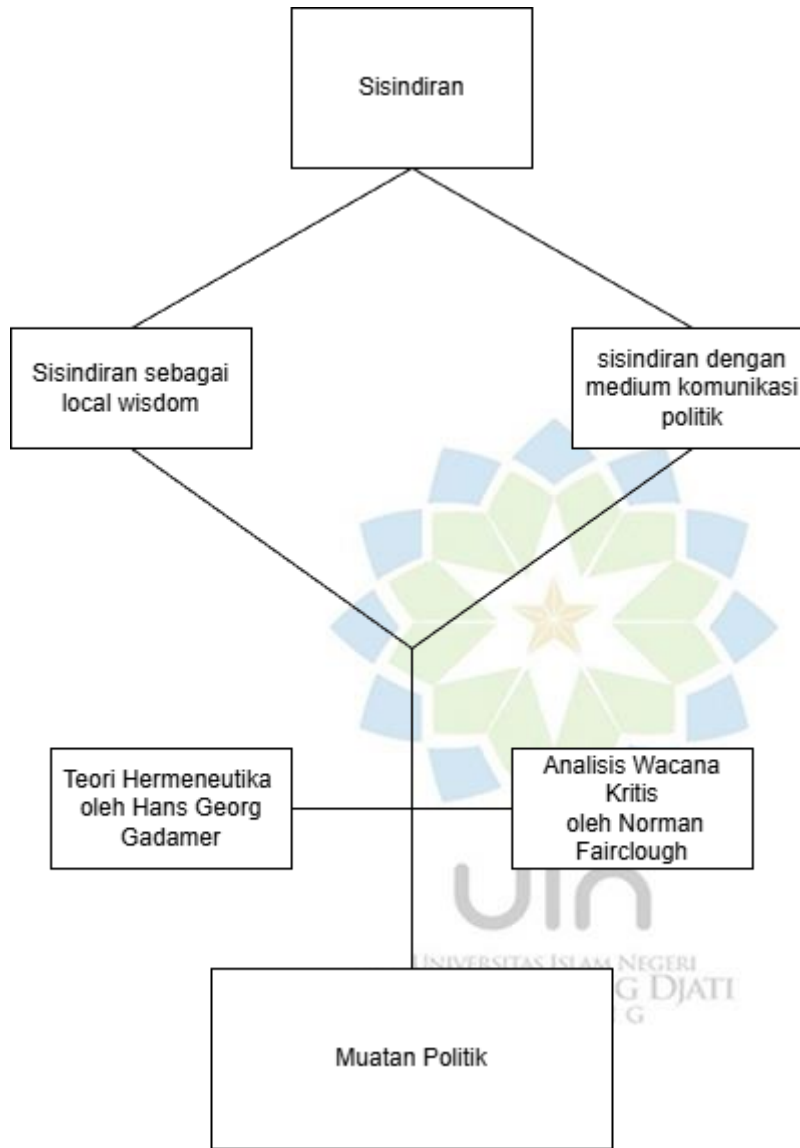 Sisindiran
Sisindiran sebagai
local wisdom
sisindiran dengan
medium komunikasi
politik
Teori Hermeneutika
oleh Hans Georg
Gadamer
Analisis Wacana
Kritis
oleh Norman
Fairclough
uin
UNIVERSITAS ISLAM NEGERI
G DJATI
G
Muatan Politik